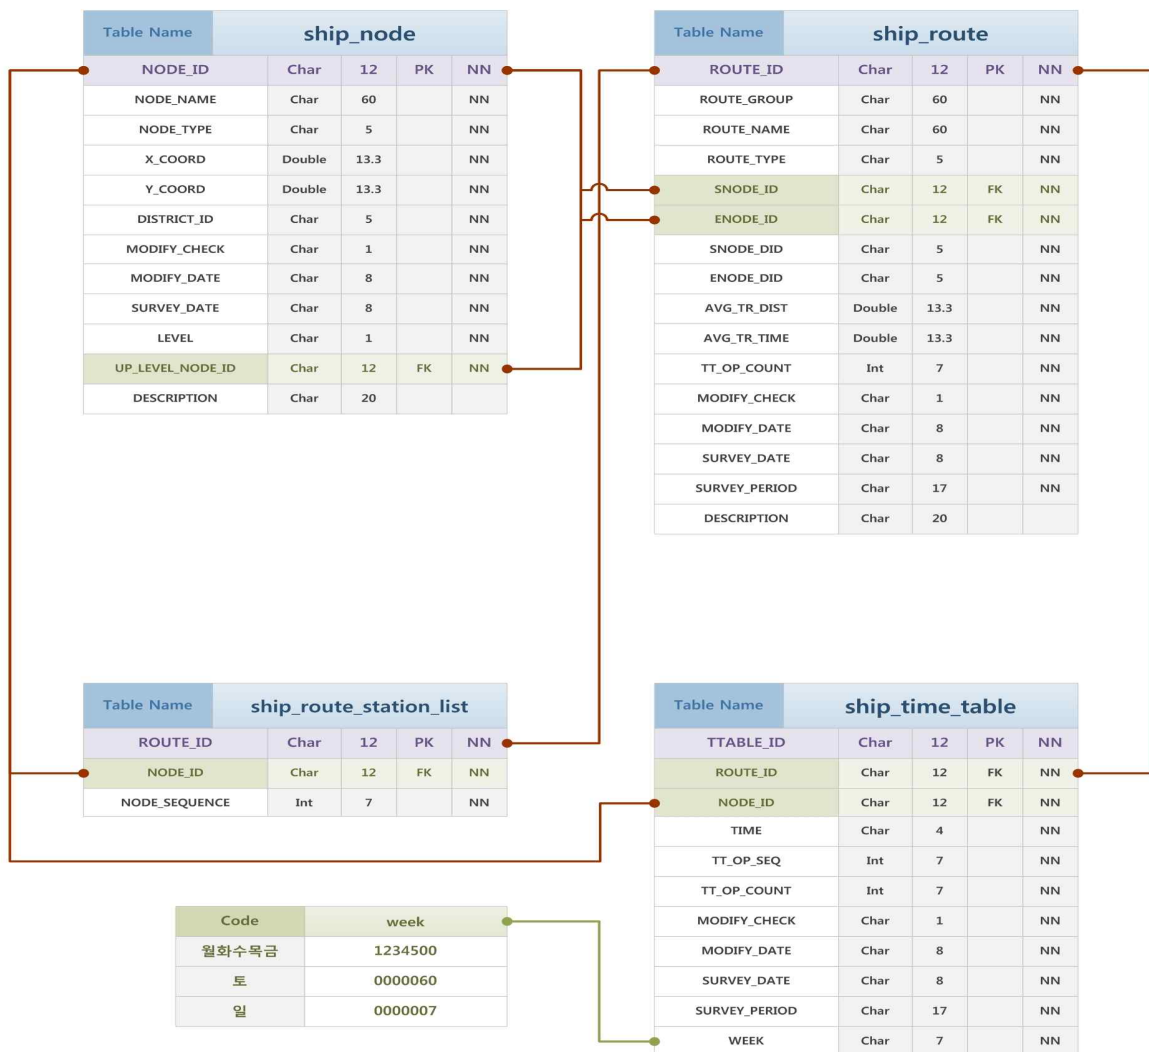 Table Name ship_node
NODE_ID Char 12 PK NN
NODE_NAME Char 60 NN
NODE_TYPE Char 5 NN
X_COORD Double 13.3 NN
Y_COORD Double 13.3 NN
DISTRICT_ID Char 5 NN
MODIFY_CHECK Char 1 NN
MODIFY_DATE Char 8 NN
SURVEY_DATE Char 8 NN
LEVEL Char 1 NN
UP_LEVEL_NODE_ID Char 12 FK NN
DESCRIPTION Char 20
Table Name ship_route
ROUTE_ID Char 12 PK NN
ROUTE_GROUP Char 60 NN
ROUTE_NAME Char 60 NN
ROUTE_TYPE Char 5 NN
SNODE_ID Char 12 FK NN
ENODE_ID Char 12 FK NN
SNODE_DID Char 5 NN
ENODE_DID Char 5 NN
AVG_TR_DIST Double 13.3 NN
AVG_TR_TIME Double 13.3 NN
TT_OP_COUNT Int 7 NN
MODIFY_CHECK Char 1 NN
MODIFY_DATE Char 8 NN
SURVEY_DATE Char 8 NN
SURVEY_PERIOD Char 17 NN
DESCRIPTION Char 20
Table Name ship_route_station_list
ROUTE_ID Char 12 PK NN
NODE_ID Char 12 FK NN
NODE_SEQUENCE Int 7 NN
Table Name ship_time_table
TTABLE_ID Char 12 PK NN
ROUTE_ID Char 12 FK NN
NODE_ID Char 12 FK NN
TIME Char 4 NN
TT_OP_SEQ Int 7 NN
TT_OP_COUNT Int 7 NN
MODIFY_CHECK Char 1 NN
MODIFY_DATE Char 8 NN
SURVEY_DATE Char 8 NN
SURVEY_PERIOD Char 17 NN
WEEK Char 7 NN
Code week
월화수목금 1234500
토 0000060
일 0000007